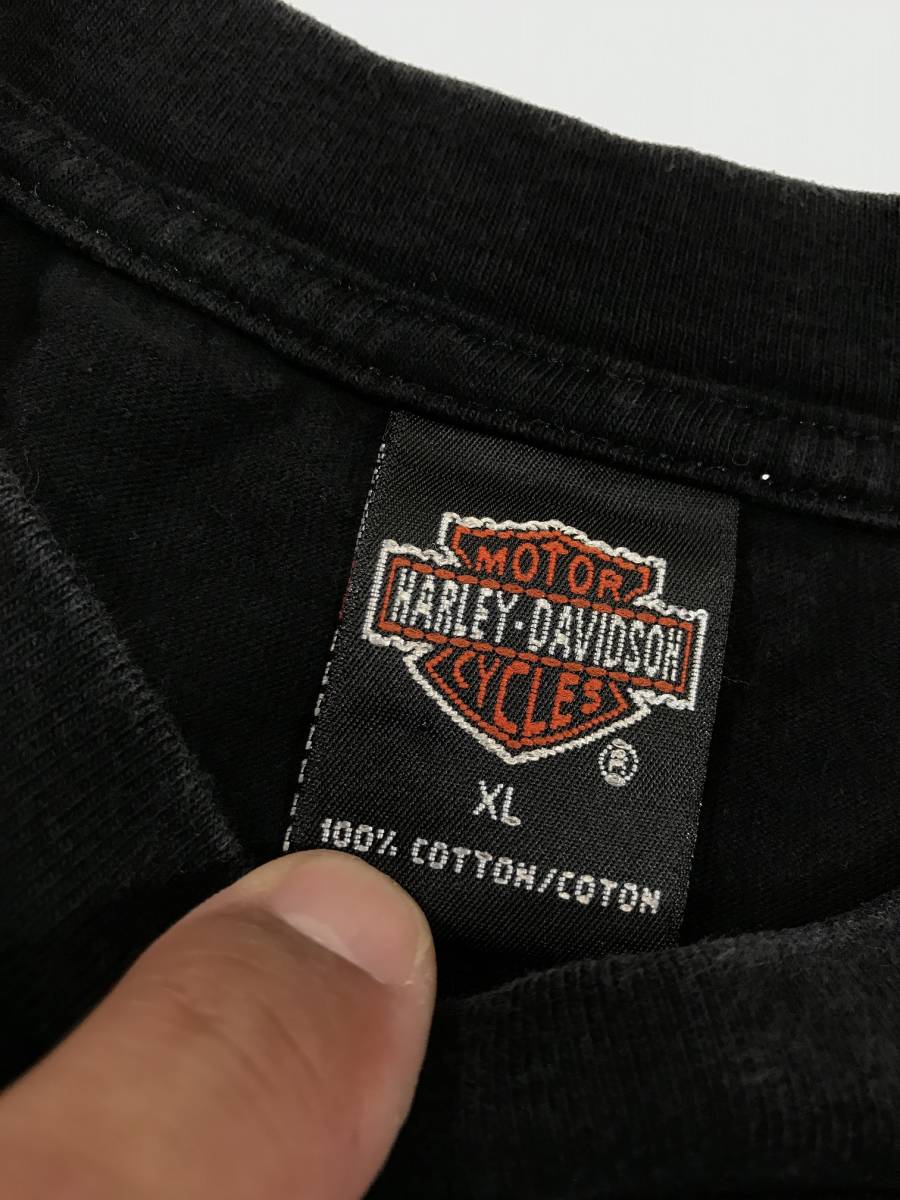 MOTOR
HARLEY-DAVIDSON
CYCLES
®
XL
100% COTTON/COTON